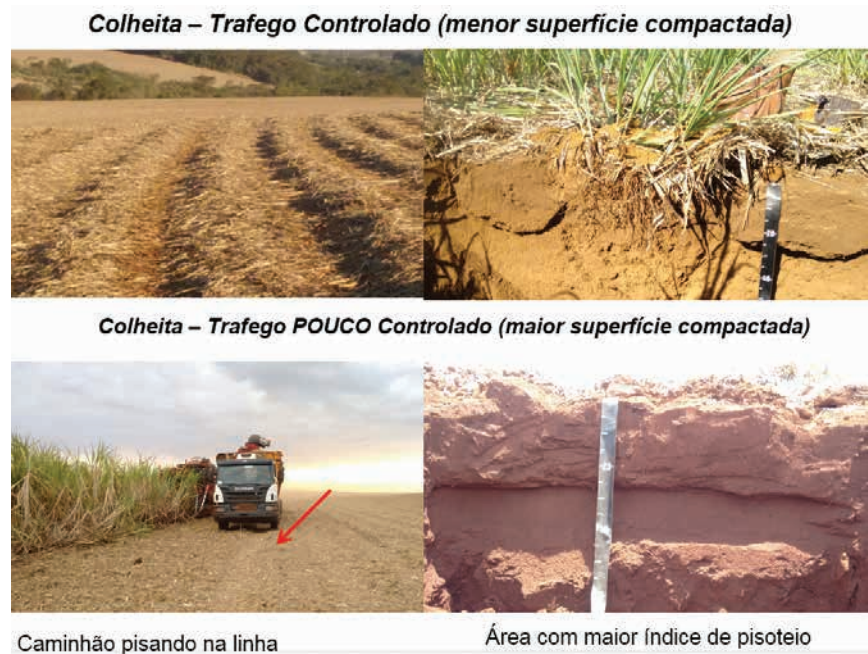 Colheita – Trafego Controlado (menor superfície compactada)
Colheita – Trafego POUCO Controlado (maior superfície compactada)
Caminhão pisando na linha
Área com maior índice de pisoteio